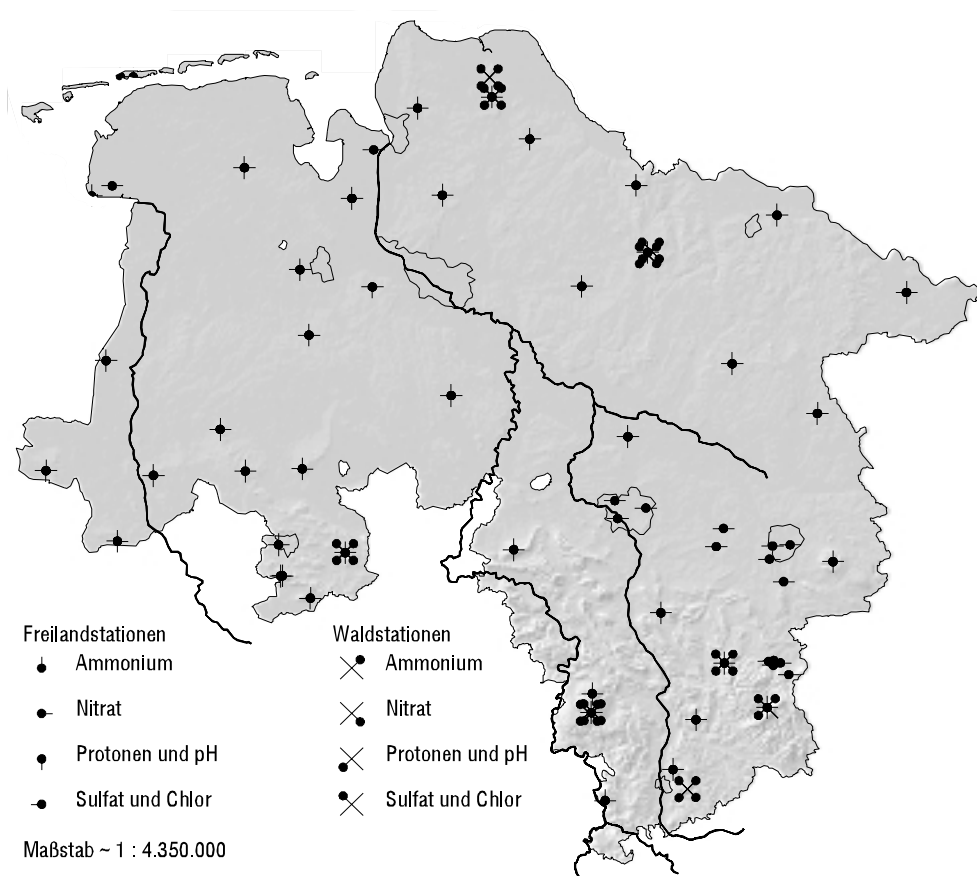 Freilandstationen
Ammonium
Nitrat
Protonen und pH
Sulfat und Chlor
Maßstab ~ 1 : 4.350.000
Waldstationen
Ammonium
Nitrat
Protonen und pH
Sulfat und Chlor